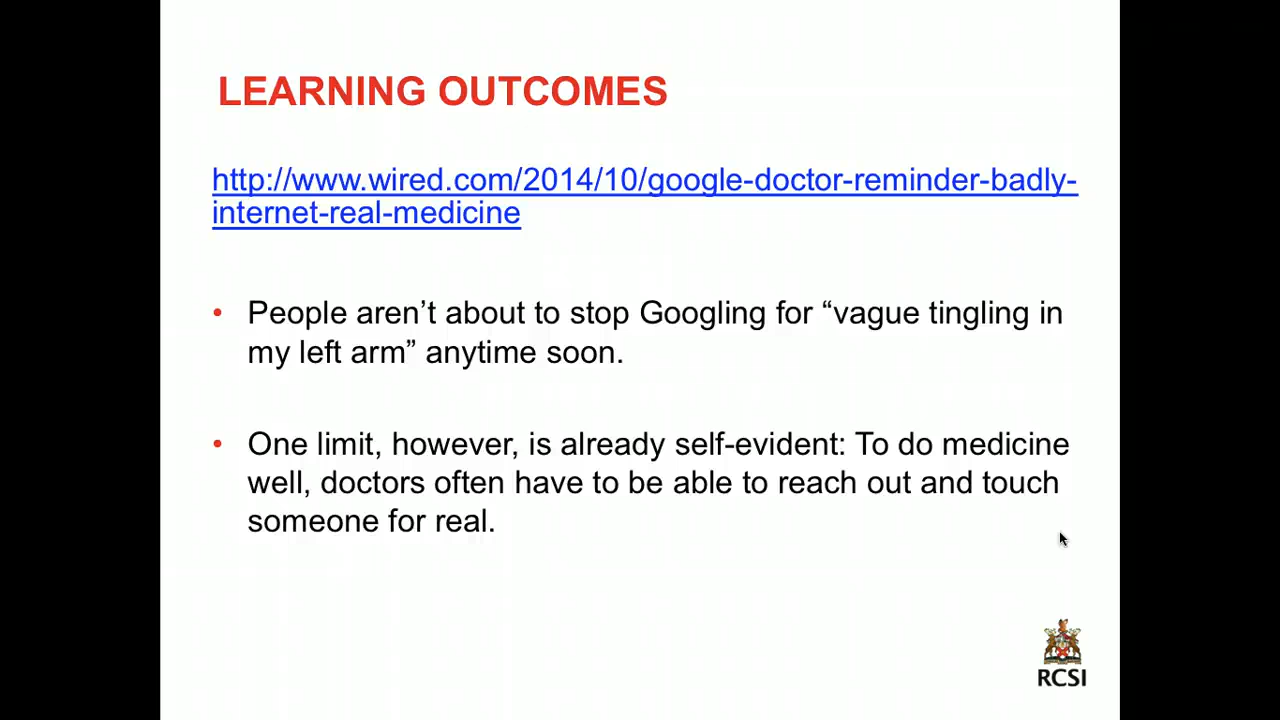 LEARNING OUTCOMES
http://www.wired.com/2014/10/google-doctor-reminder-badly-
internet-real-medicine
• People aren’t about to stop Googling for “vague tingling in
my left arm” anytime soon.
• One limit, however, is already self-evident: To do medicine
well, doctors often have to be able to reach out and touch
someone for real.
RCSI